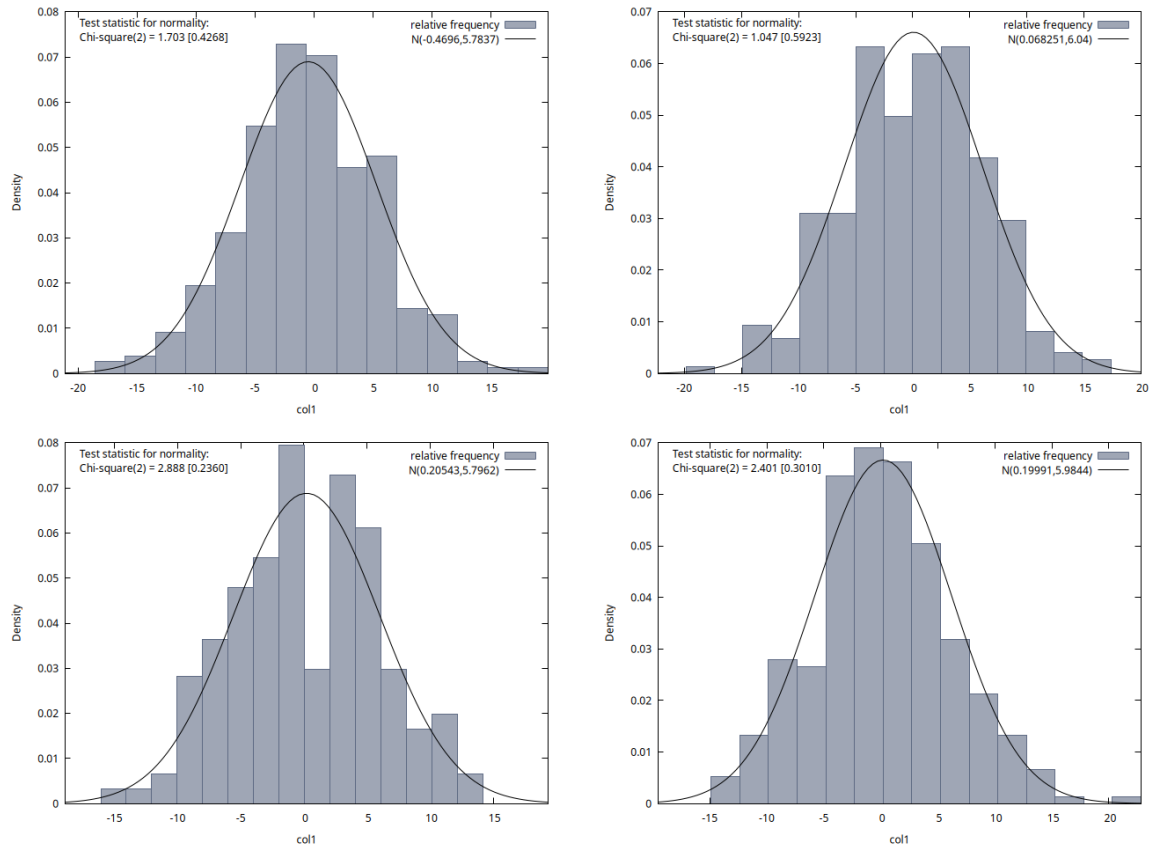 Test statistic for normality:
Chi-square(2) = 1.703 [0.4268]
relative frequency
N(-0.4696,5.7837)
0.08
0.07
0.06
0.05
0.04
0.03
0.02
0.01
0
Density
-20 -15 -10 -5 0 5 10 15
col1
Test statistic for normality:
Chi-square(2) = 1.047 [0.5923]
relative frequency
N(0.068251,6.04)
0.07
0.06
0.05
0.04
0.03
0.02
0.01
0
Density
-20 -15 -10 -5 0 5 10 15 20
col1
Test statistic for normality:
Chi-square(2) = 2.888 [0.2360]
relative frequency
N(0.20543,5.7962)
0.08
0.07
0.06
0.05
0.04
0.03
0.02
0.01
0
Density
-15 -10 -5 0 5 10 15
col1
Test statistic for normality:
Chi-square(2) = 2.401 [0.3010]
relative frequency
N(0.19991,5.9844)
0.07
0.06
0.05
0.04
0.03
0.02
0.01
0
Density
-15 -10 -5 0 5 10 15 20
col1